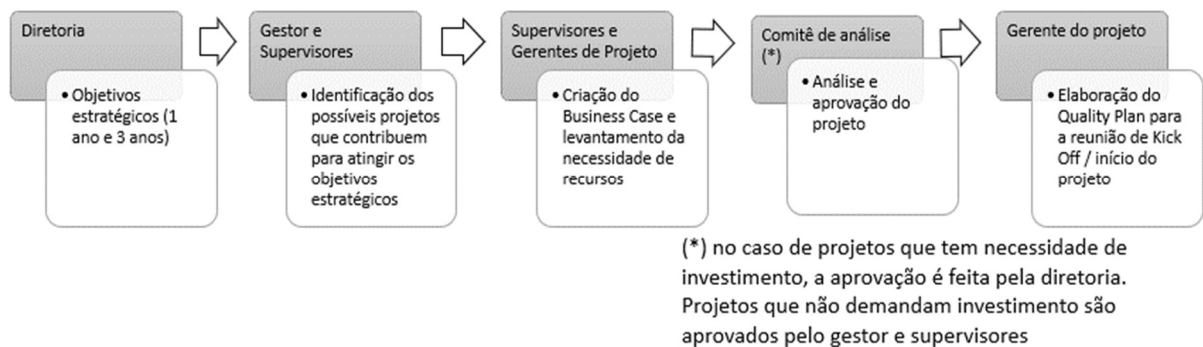 Diretoria
• Objetivos
estratégicos (1
ano e 3 anos)
Gestor e
Supervisores
• Identificação dos
possíveis projetos
que contribuem
para atingir os
objetivos
estratégicos
Supervisores e
Gerentes de Projeto
• Criação do
Business Case e
levantamento da
necessidade de
recursos
Comitê de análise
(*)
• Análise e
aprovação do
projeto
Gerente do projeto
• Elaboração do
Quality Plan para
a reunião de Kick
Off / início do
projeto
(*) no caso de projetos que tem necessidade de
investimento, a aprovação é feita pela diretoria.
Projetos que não demandam investimento são
aprovados pelo gestor e supervisores